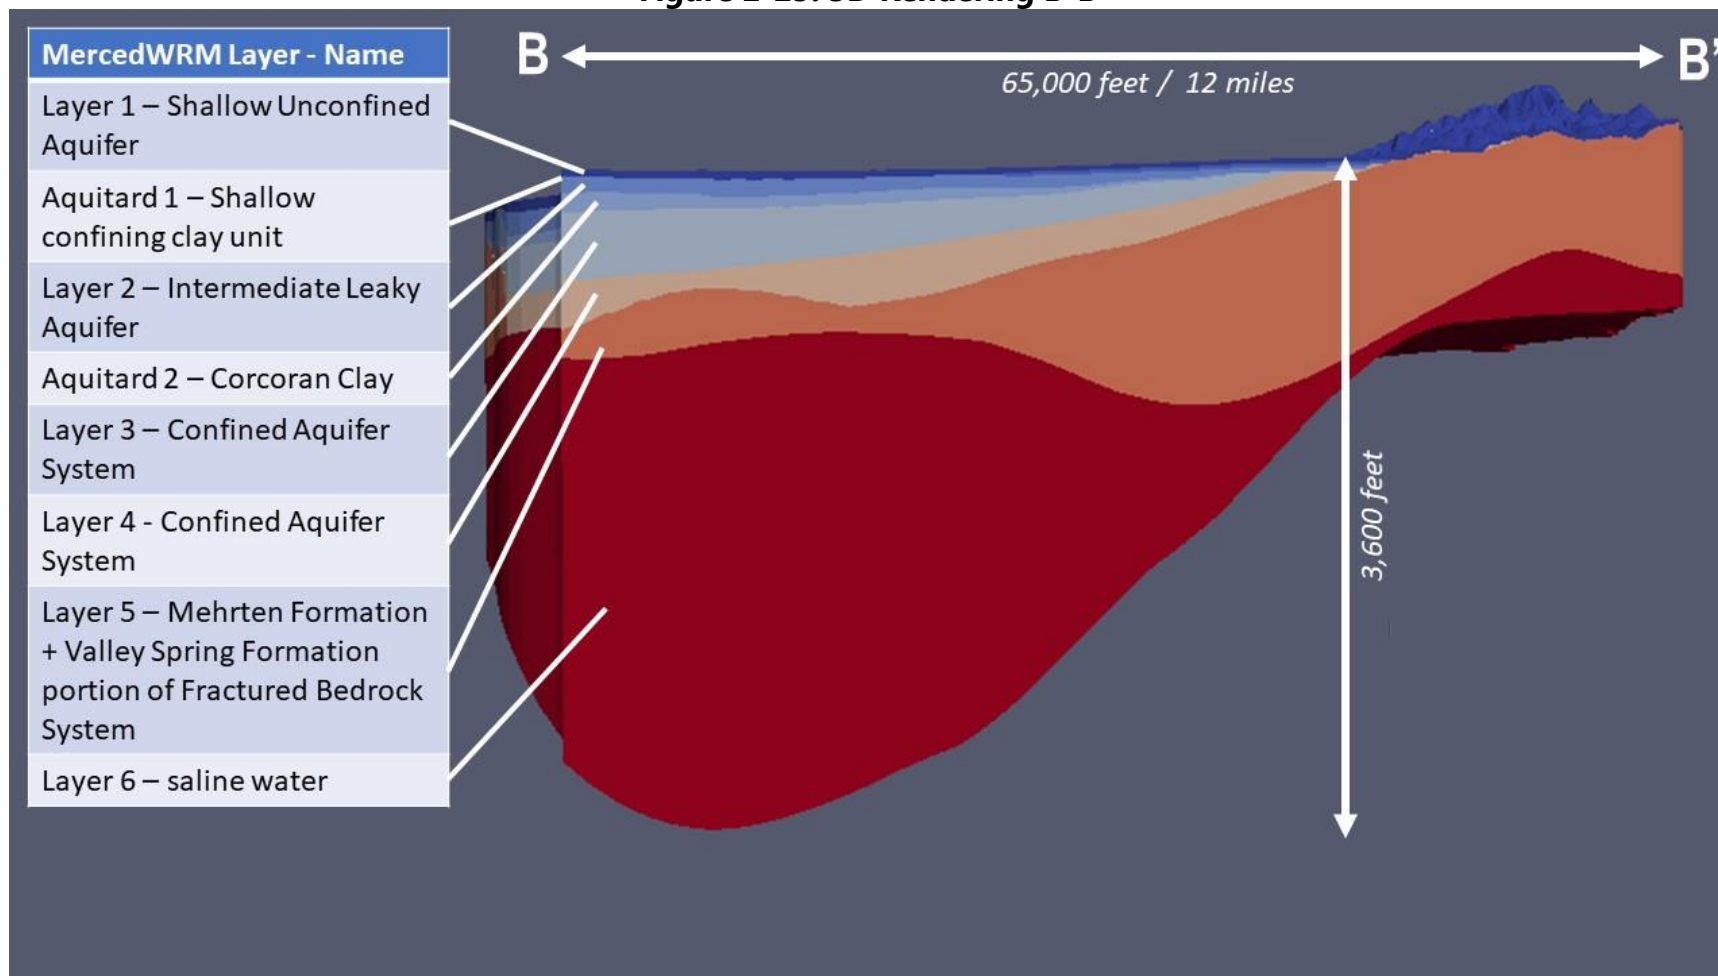 MercedWRM Layer - Name
Layer 1 – Shallow Unconfined
Aquifer
Aquitard 1 – Shallow
confining clay unit
Layer 2 – Intermediate Leaky
Aquifer
Aquitard 2 – Corcoran Clay
Layer 3 – Confined Aquifer
System
Layer 4 - Confined Aquifer
System
Layer 5 – Mehrten Formation
+ Valley Spring Formation
portion of Fractured Bedrock
System
Layer 6 – saline water
B
B'
65,000 feet / 12 miles
3,600 feet